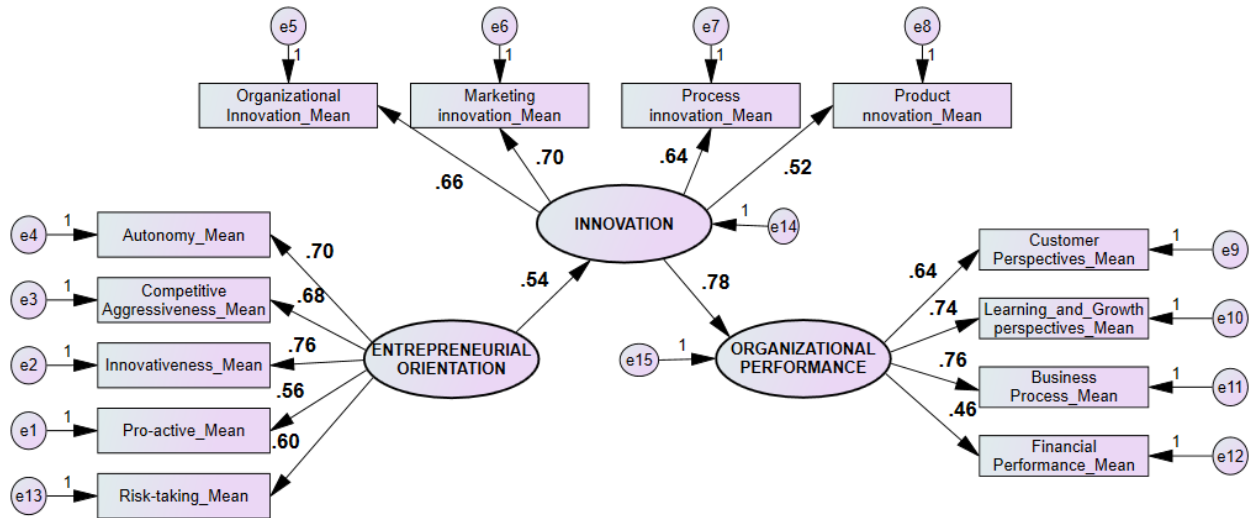 e5
e6
e7
e8
1
1
1
1
Organizational
Innovation_Mean
Marketing
innovation_Mean
Process
innovation_Mean
Product
nnovation_Mean
.66
.70
.64
.52
INNOVATION
1
e14
e4
1
Autonomy_Mean
.70
e3
1
Competitive
Aggressiveness_Mean
.68
e2
1
Innovativeness_Mean
.76
e1
1
Pro-active_Mean
.56
e13
1
Risk-taking_Mean
.60
ENTREPRENEURIAL
ORIENTATION
.54
.78
e15
1
ORGANIZATIONAL
PERFORMANCE
.64
Customer
Perspectives_Mean
1
e9
.74
Learning_and_Growth
perspectives_Mean
1
e10
.76
Business
Process_Mean
1
e11
.46
Financial
Performance_Mean
1
e12